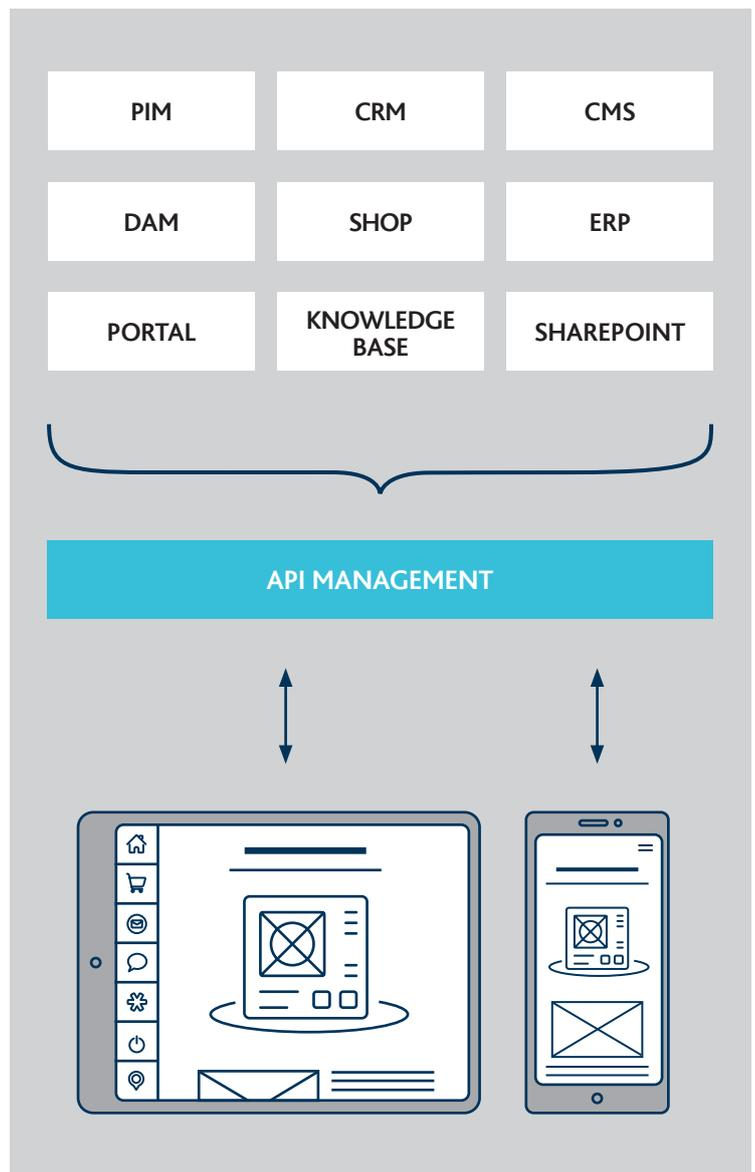 PIM
CRM
CMS
DAM
SHOP
ERP
PORTAL
KNOWLEDGE
BASE
SHAREPOINT
API MANAGEMENT